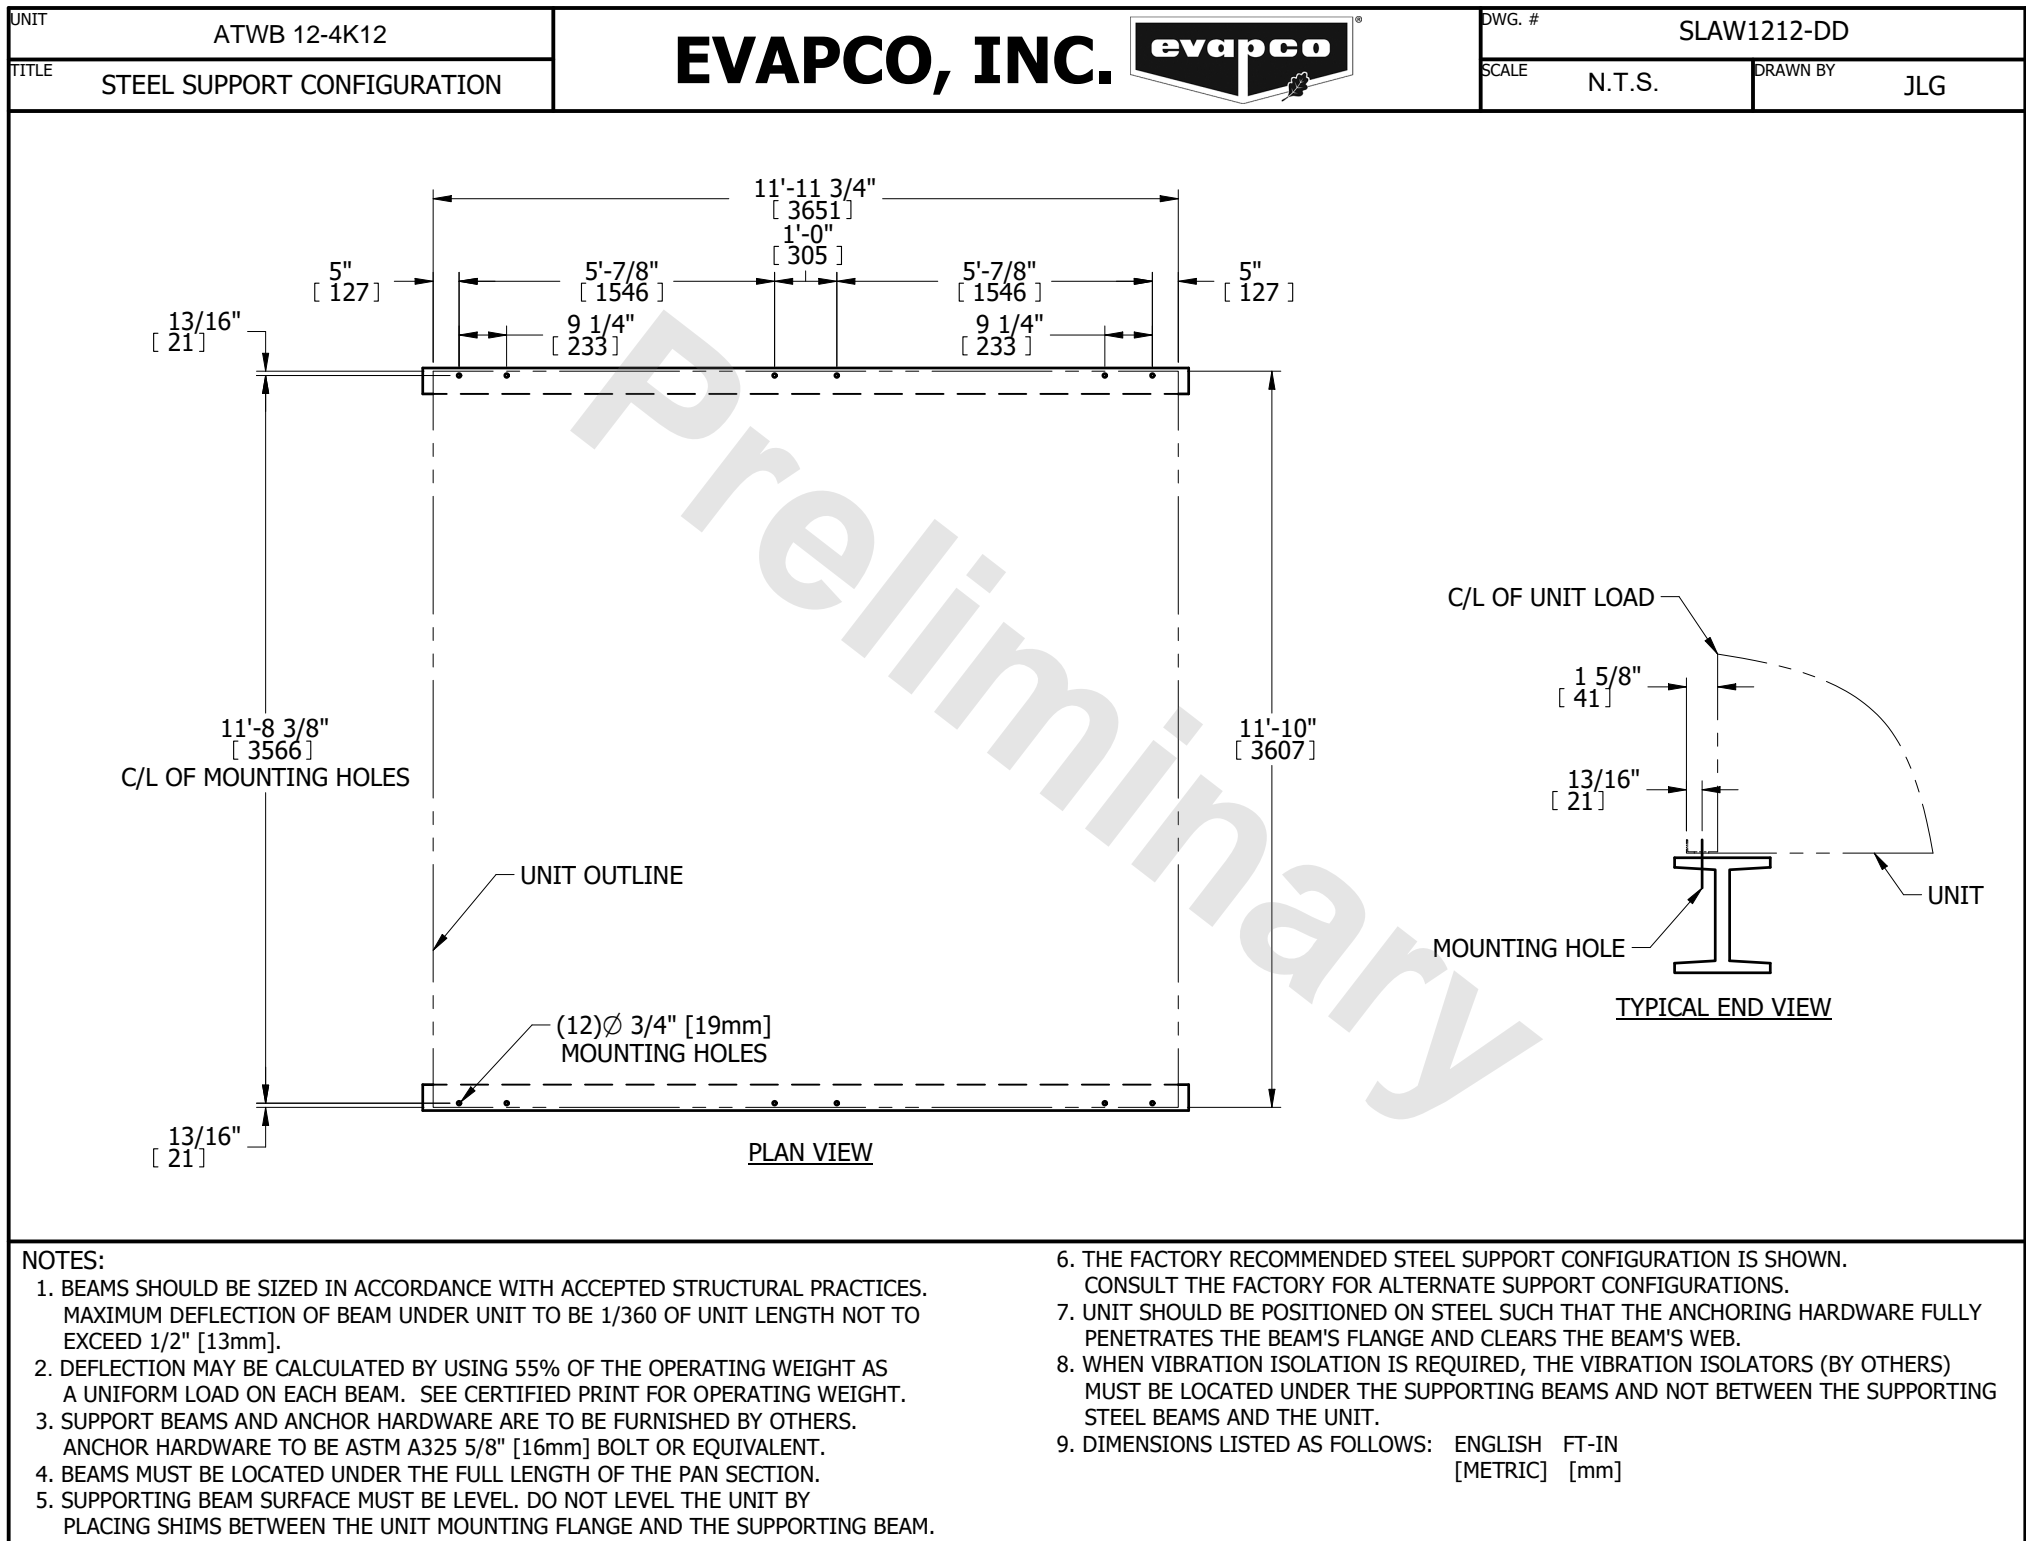 UNIT
ATWB 12-4K12
TITLE
STEEL SUPPORT CONFIGURATION
EVAPCO, INC.
evapco
®
DWG. #
SLAW1212-DD
SCALE
N.T.S.
DRAWN BY
JLG
11'-11 3/4"
[ 3651]
1'-0"
[ 305 ]
5"
[ 127]
5'-7/8"
[ 1546 ]
5'-7/8"
[ 1546 ]
5"
[ 127 ]
13/16"
[ 21]
9 1/4"
[ 233]
9 1/4"
[ 233 ]
Preliminary
11'-8 3/8"
[ 3566]
C/L OF MOUNTING HOLES
11'-10"
[ 3607]
UNIT OUTLINE
(12)∅ 3/4" [19mm]
MOUNTING HOLES
13/16"
[ 21]
PLAN VIEW
C/L OF UNIT LOAD
1 5/8"
[ 41]
13/16"
[ 21]
UNIT
MOUNTING HOLE
TYPICAL END VIEW
NOTES:
1. BEAMS SHOULD BE SIZED IN ACCORDANCE WITH ACCEPTED STRUCTURAL PRACTICES.
MAXIMUM DEFLECTION OF BEAM UNDER UNIT TO BE 1/360 OF UNIT LENGTH NOT TO
EXCEED 1/2" [13mm].
2. DEFLECTION MAY BE CALCULATED BY USING 55% OF THE OPERATING WEIGHT AS
A UNIFORM LOAD ON EACH BEAM. SEE CERTIFIED PRINT FOR OPERATING WEIGHT.
3. SUPPORT BEAMS AND ANCHOR HARDWARE ARE TO BE FURNISHED BY OTHERS.
ANCHOR HARDWARE TO BE ASTM A325 5/8" [16mm] BOLT OR EQUIVALENT.
4. BEAMS MUST BE LOCATED UNDER THE FULL LENGTH OF THE PAN SECTION.
5. SUPPORTING BEAM SURFACE MUST BE LEVEL. DO NOT LEVEL THE UNIT BY
PLACING SHIMS BETWEEN THE UNIT MOUNTING FLANGE AND THE SUPPORTING BEAM.
6. THE FACTORY RECOMMENDED STEEL SUPPORT CONFIGURATION IS SHOWN.
CONSULT THE FACTORY FOR ALTERNATE SUPPORT CONFIGURATIONS.
7. UNIT SHOULD BE POSITIONED ON STEEL SUCH THAT THE ANCHORING HARDWARE FULLY
PENETRATES THE BEAM'S FLANGE AND CLEARS THE BEAM'S WEB.
8. WHEN VIBRATION ISOLATION IS REQUIRED, THE VIBRATION ISOLATORS (BY OTHERS)
MUST BE LOCATED UNDER THE SUPPORTING BEAMS AND NOT BETWEEN THE SUPPORTING
STEEL BEAMS AND THE UNIT.
9. DIMENSIONS LISTED AS FOLLOWS: ENGLISH FT-IN
[METRIC] [mm]